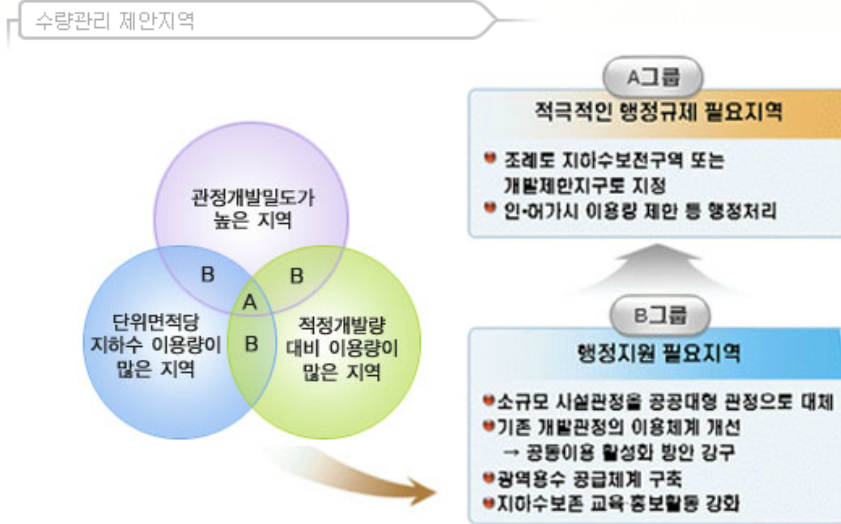 수량관리 제안지역
관정개발밀도가
높은 지역
B
B
A
B
단위면적당
지하수 이용량이
많은 지역
적정개발량
대비 이용량이
많은 지역
A그룹
적극적인 행정규제 필요지역
조례로 지하수보전구역 또는
개발제한지구로 지정
인·허가시 이용량 제한 등 행정처리
B그룹
행정지원 필요지역
소규모 시설관정을 공공대형 관정으로 대체
기존 개발관정의 이용체계 개선
→ 공동이용 활성화 방안 강구
광역용수 공급체계 구축
지하수보존 교육·홍보활동 강화